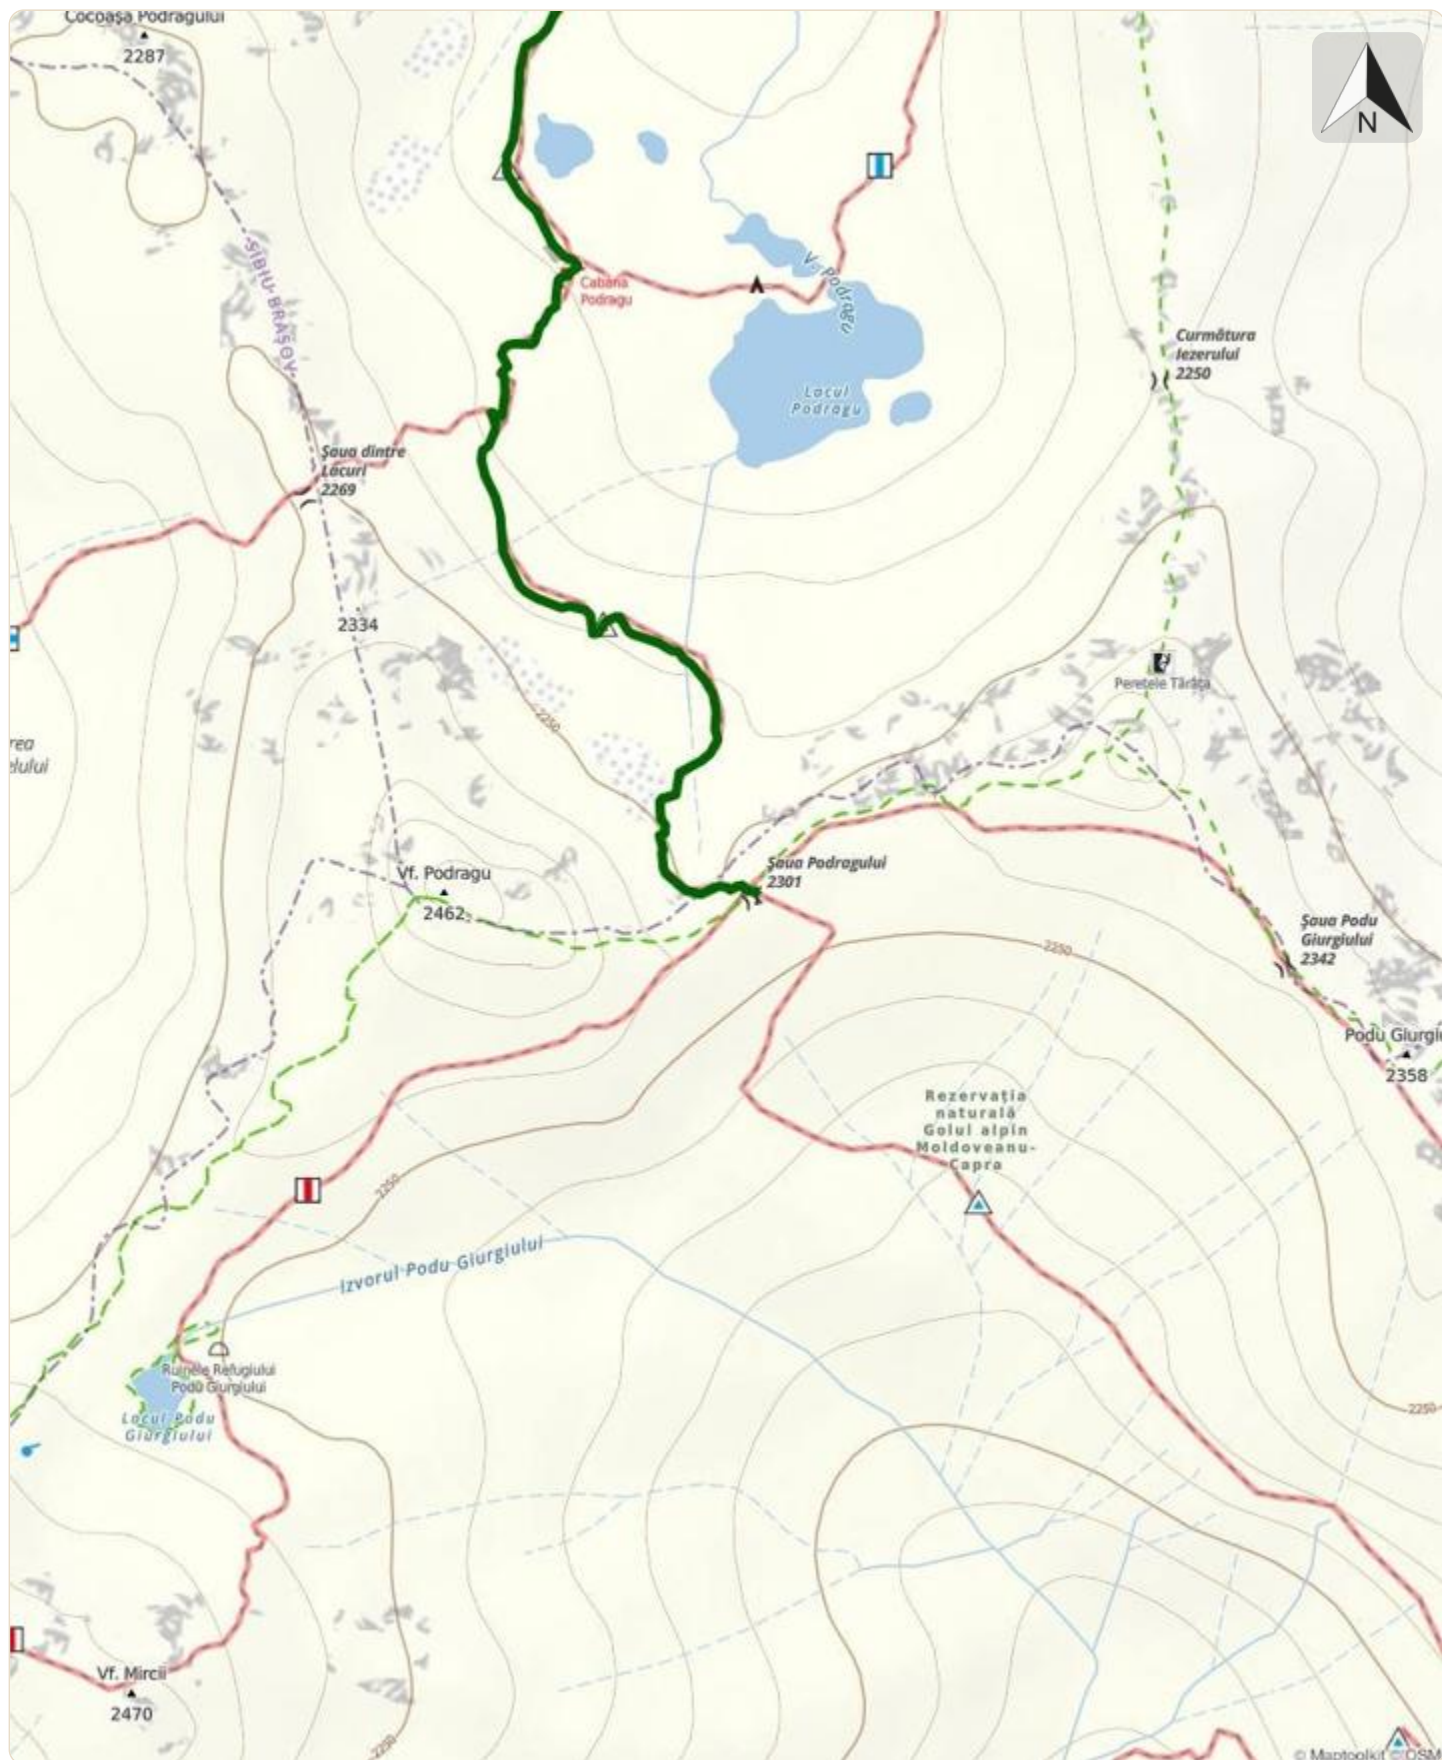 Cocoașa Podragului
2287
N
SIBIU
BRAȘOV
V. Podragu
Cabana
Podragu
Curmătura
Iezerului
2250
Lacul
Podragu
Șaua dintre
Lacuri
2269
2334
Peretele Tărâța
2250
Șaua Podragului
2301
Vf. Podragu
2462
Șaua Podu
Giurgiului
2342
2250
Podu Giurgiu
2358
Rezervația
naturală
Golul alpin
Moldoveanu-
Capra
2250
Izvorul Podu Giurgiului
Ruinele Refugiului
Podu Giurgiului
Lacul Podu
Giurgiului
2250
Vf. Mircii
2470
2250
© Maptoolkit © OSM